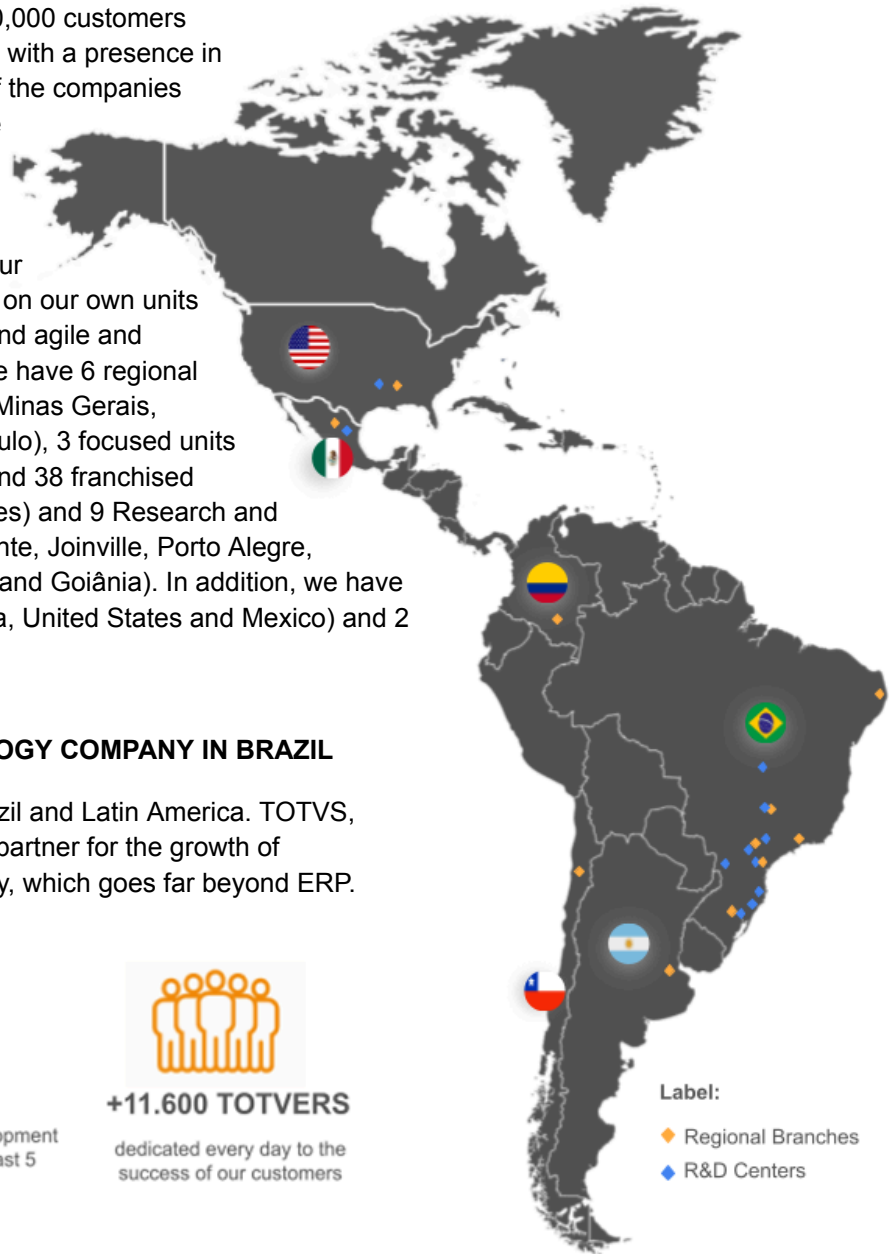 0,000 customers
with a presence in
f the companies
ur
on our own units
nd agile and
e have 6 regional
Minas Gerais,
ulo), 3 focused units
nd 38 franchised
es) and 9 Research and
nte, Joinville, Porto Alegre,
and Goiânia). In addition, we have
a, United States and Mexico) and 2
OGY COMPANY IN BRAZIL
zil and Latin America. TOTVS,
partner for the growth of
y, which goes far beyond ERP.
opment
ast 5
+11.600 TOTVERS
dedicated every day to the
success of our customers
Label:
Regional Branches
R&D Centers